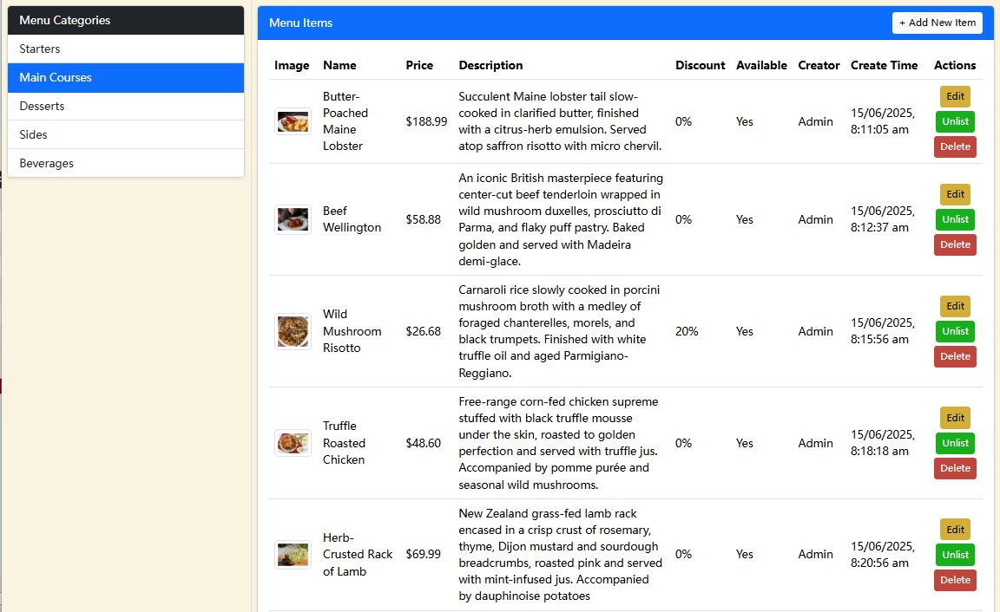 Menu Categories
Starters
Main Courses
Desserts
Sides
Beverages
Menu Items
+ Add New Item
Image Name Price Description Discount Available Creator Create Time Actions
Butter-
Poached
Maine
Lobster
$188.99
Succulent Maine lobster tail slow-
cooked in clarified butter, finished
with a citrus-herb emulsion. Served
atop saffron risotto with micro chervil.
0%
Yes
Admin
15/06/2025,
8:11:05 am
Edit
Unlist
Delete
Beef
Wellington
$58.88
An iconic British masterpiece featuring
center-cut beef tenderloin wrapped in
wild mushroom duxelles, prosciutto di
Parma, and flaky puff pastry. Baked
golden and served with Madeira
demi-glace.
0%
Yes
Admin
15/06/2025,
8:12:37 am
Edit
Unlist
Delete
Wild
Mushroom
Risotto
$26.68
Carnaroli rice slowly cooked in porcini
mushroom broth with a medley of
foraged chanterelles, morels, and
black trumpets. Finished with white
truffle oil and aged Parmigiano-
Reggiano.
20%
Yes
Admin
15/06/2025,
8:15:56 am
Edit
Unlist
Delete
Truffle
Roasted
Chicken
$48.60
Free-range corn-fed chicken supreme
stuffed with black truffle mousse
under the skin, roasted to golden
perfection and served with truffle jus.
Accompanied by pomme purée and
seasonal wild mushrooms.
0%
Yes
Admin
15/06/2025,
8:18:18 am
Edit
Unlist
Delete
Herb-
Crusted Rack
of Lamb
$69.99
New Zealand grass-fed lamb rack
encased in a crisp crust of rosemary,
thyme, Dijon mustard and sourdough
breadcrumbs, roasted pink and served
with mint-infused jus. Accompanied
by dauphinoise potatoes
0%
Yes
Admin
15/06/2025,
8:20:56 am
Edit
Unlist
Delete